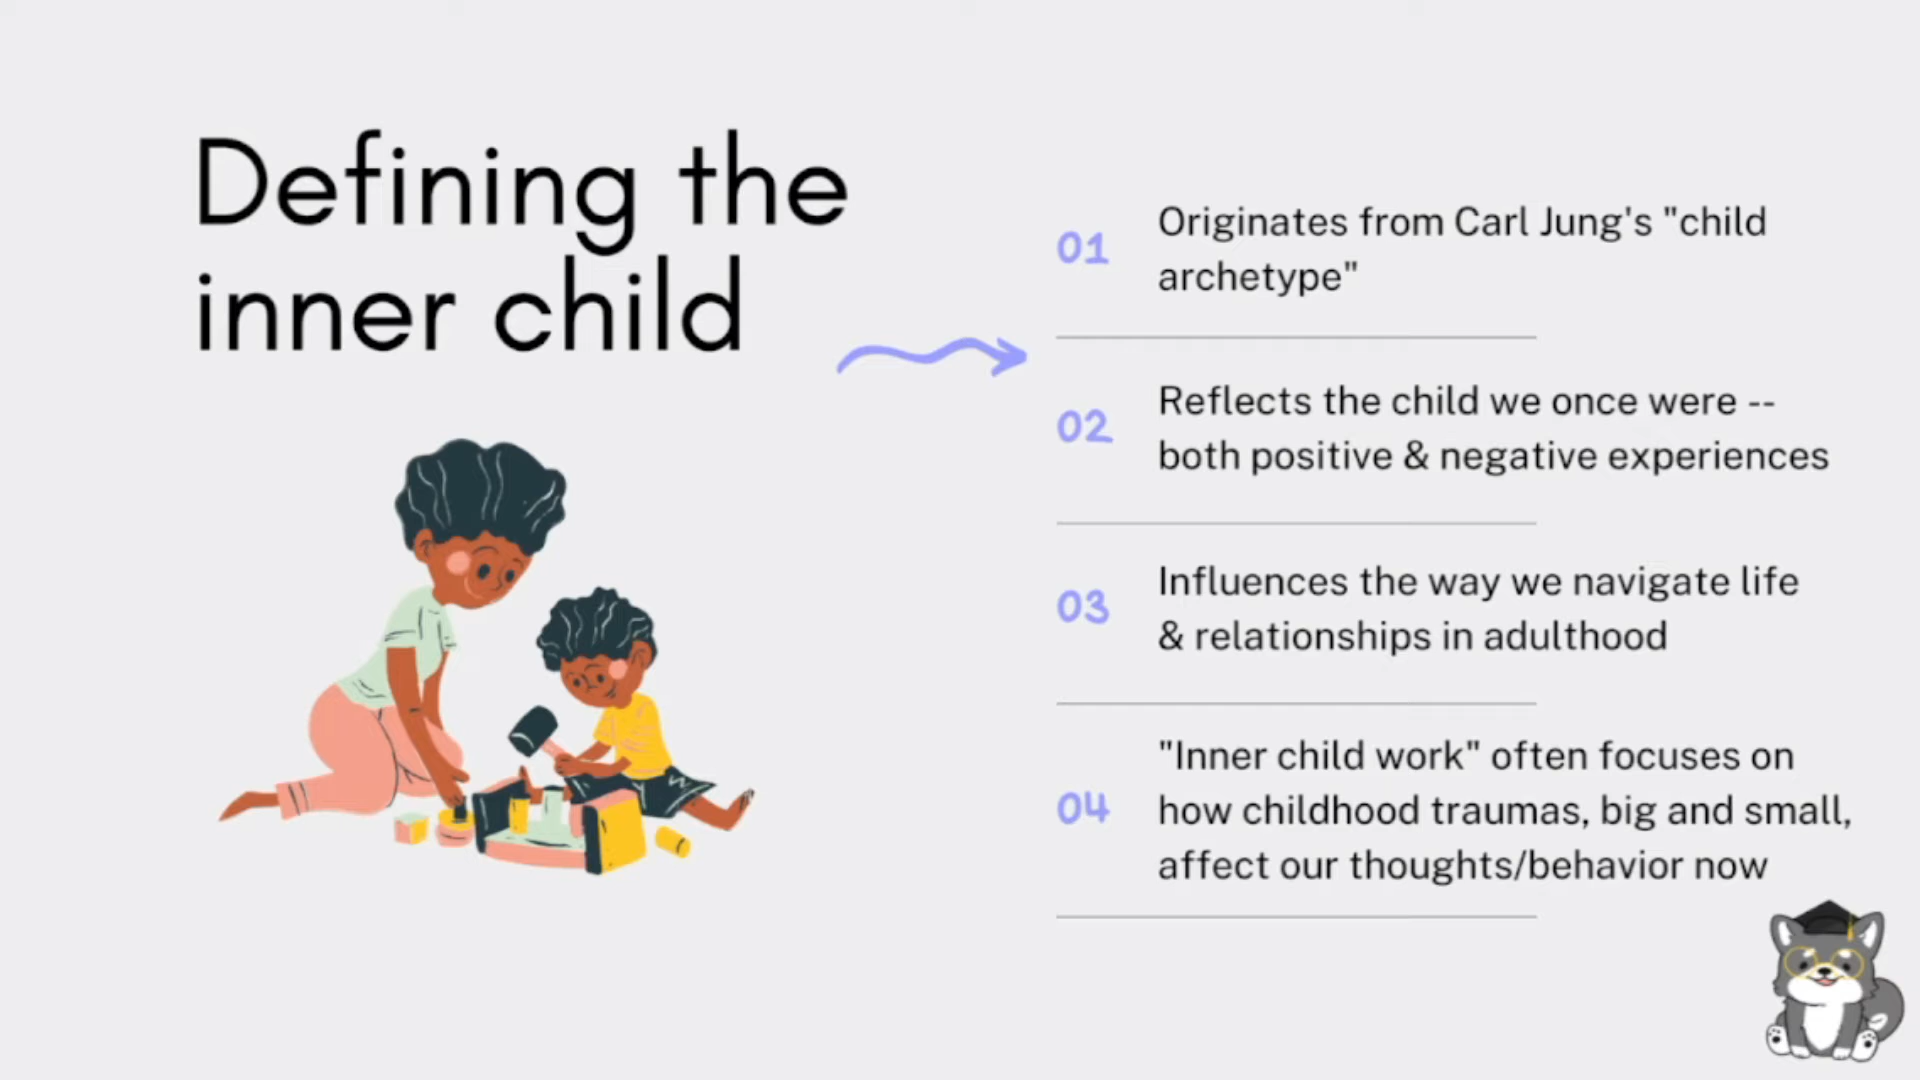 Defining the
inner child
01
Originates from Carl Jung's "child
archetype"
02
Reflects the child we once were --
both positive & negative experiences
03
Influences the way we navigate life
& relationships in adulthood
04
"Inner child work" often focuses on
how childhood traumas, big and small,
affect our thoughts/behavior now